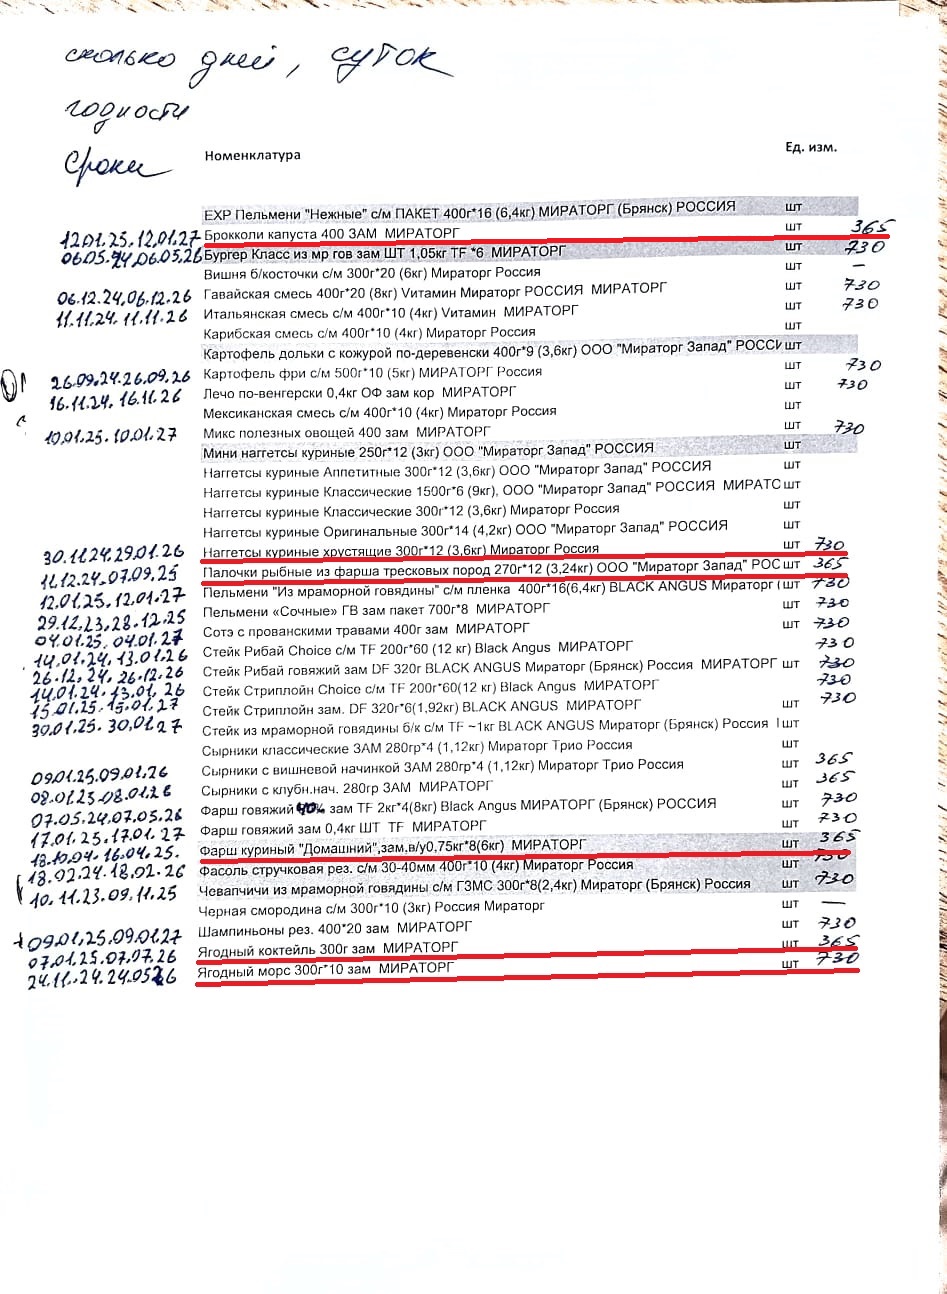 сколько дней, суток
годности
Сроки Номенклатура Ед. изм.
EXP Пельмени "Нежные" с/м ПАКЕТ 400г*16 (6,4кг) МИРАТОРГ (Брянск) РОССИЯ шт
12.01.25.12.01.27 Брокколи капуста 400 ЗАМ МИРАТОРГ шт 365
06.05.24,06.05.26 Бургер Класс из мр гов зам ШТ 1,05кг TF *6 МИРАТОРГ шт 730
Вишня б/косточки с/м 300г*20 (6кг) Мираторг Россия шт —
06.12.24,06.12.26 Гавайская смесь 400г*20 (8кг) Vитамин Мираторг РОССИЯ МИРАТОРГ шт 730
11.11.24. 11.11.26 Итальянская смесь с/м 400г*10 (4кг) Vитамин МИРАТОРГ шт 730
Карибская смесь с/м 400г*10 (4кг) Мираторг Россия шт
Картофель дольки с кожурой по-деревенски 400г*9 (3,6кг) ООО "Мираторг Запад" РОССИ шт
26.09.24.26.09.26 Картофель фри с/м 500г*10 (5кг) МИРАТОРГ Россия шт 730
16.11.24. 16.11.26 Лечо по-венгерски 0,4кг ОФ зам кор МИРАТОРГ шт 730
Мексиканская смесь с/м 400г*10 (4кг) Мираторг Россия шт
10.01.25. 10.01.27 Микс полезных овощей 400 зам МИРАТОРГ шт 730
Мини наггетсы куриные 250г*12 (3кг) ООО "Мираторг Запад" РОССИЯ шт
Наггетсы куриные Аппетитные 300г*12 (3,6кг) ООО "Мираторг Запад" РОССИЯ шт
Наггетсы куриные Классические 1500г*6 (9кг), ООО "Мираторг Запад" РОССИЯ МИРАТС шт
Наггетсы куриные Классические 300г*12 (3,6кг) Мираторг Россия шт
Наггетсы куриные Оригинальные 300г*14 (4,2кг) ООО "Мираторг Запад" РОССИЯ шт
30.11.24.29.01.26 Наггетсы куриные хрустящие 300г*12 (3,6кг) Мираторг Россия шт 730
11.12.24.07.09.25 Палочки рыбные из фарша тресковых пород 270г*12 (3,24кг) ООО "Мираторг Запад" РОС шт 365
12.01.25.12.01.27 Пельмени "Из мраморной говядины" с/м пленка 400г*16(6,4кг) BLACK ANGUS Мираторг ( шт 730
29.12.23,28.12.25 Пельмени «Сочные» ГВ зам пакет 700г*8 МИРАТОРГ шт 730
04.01.25.04.01.27 Сотэ с прованскими травами 400г зам МИРАТОРГ шт 730
14.01.24.13.01.26 Стейк Рибай Choice с/м TF 200г*60 (12 кг) Black Angus МИРАТОРГ 730
26.12.24, 26.12.26 Стейк Рибай говяжий зам DF 320г BLACK ANGUS Мираторг (Брянск) Россия МИРАТОРГ шт 730
14.01.24.13.01.26 Стейк Стриплойн Choice с/м TF 200г*60(12 кг) Black Angus МИРАТОРГ шт 730
15.01.25.15.01.27 Стейк Стриплойн зам. DF 320г*6(1,92кг) BLACK ANGUS МИРАТОРГ шт 730
30.01.25.30.01.27 Стейк из мраморной говядины б/к с/м TF ~1кг BLACK ANGUS Мираторг (Брянск) Россия шт
Сырники классические ЗАМ 280гр*4 (1,12кг) Мираторг Трио Россия шт
09.01.25.09.01.26 Сырники с вишневой начинкой ЗАМ 280гр*4 (1,12кг) Мираторг Трио Россия шт 365
08.01.25.08.01.26 Сырники с клубн.нач. 280гр ЗАМ МИРАТОРГ шт 365
07.05.24.07.05.26 Фарш говяжий зам TF 2кг*4(8кг) Black Angus МИРАТОРГ (Брянск) РОССИЯ шт 730
17.01.25.17.01.27 Фарш говяжий зам 0,4кг ШТ TF МИРАТОРГ шт 730
16.04.25. Фарш куриный "Домашний",зам,в/у0,75кг*8(6кг) МИРАТОРГ шт 365
18.02.24-18.02-26 Фасоль стручковая рез. с/м 30-40мм 400г*10 (4кг) Мираторг Россия шт 730
10.11.23.09.11.25 Чевапчичи из мраморной говядины с/м ГЗМС 300г*8(2,4кг) Мираторг (Брянск) Россия шт 730
Черная смородина с/м 300г*10 (3кг) Россия Мираторг шт —
09.01.25.09.01.27 Шампиньоны рез. 400*20 зам МИРАТОРГ шт 730
07.01.25.07.07.26 Ягодный коктейль 300г зам МИРАТОРГ шт 365
24.11.24.24.05.26 Ягодный морс 300г*10 зам МИРАТОРГ шт 730